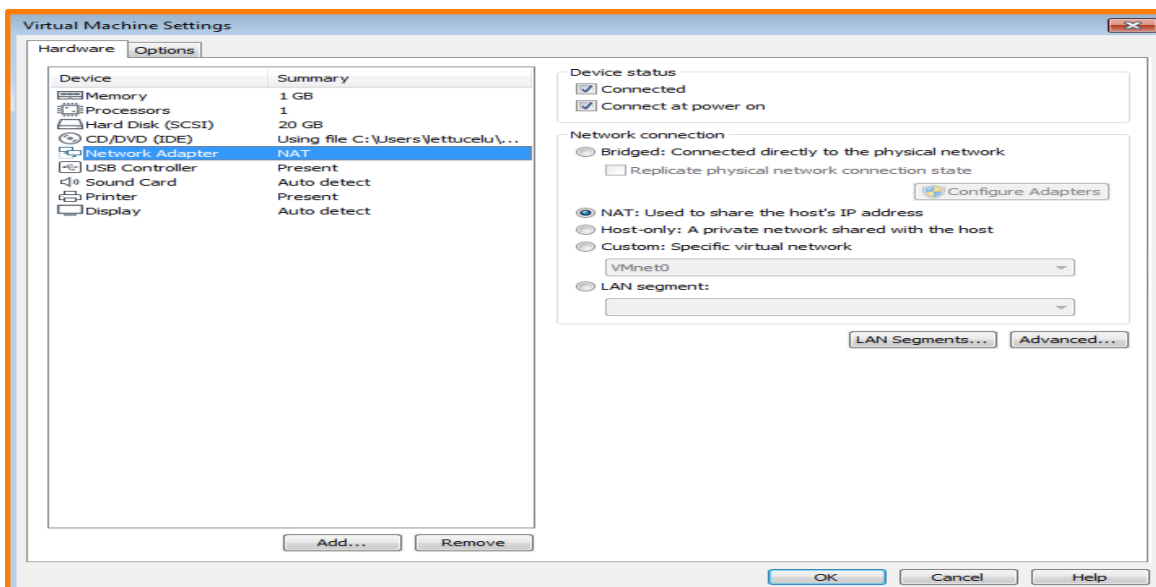 Virtual Machine Settings
Hardware Options
Device Summary
Memory 1 GB
Processors 1
Hard Disk (SCSI) 20 GB
CD/DVD (IDE) Using file C:\Users\lettucelu\...
Network Adapter NAT
USB Controller Present
Sound Card Auto detect
Printer Present
Display Auto detect
Add... Remove
Device status
Connected
Connect at power on
Network connection
Bridged: Connected directly to the physical network
Replicate physical network connection state
Configure Adapters
NAT: Used to share the host's IP address
Host-only: A private network shared with the host
Custom: Specific virtual network
VMnet0
LAN segment:
LAN Segments... Advanced...
OK Cancel Help